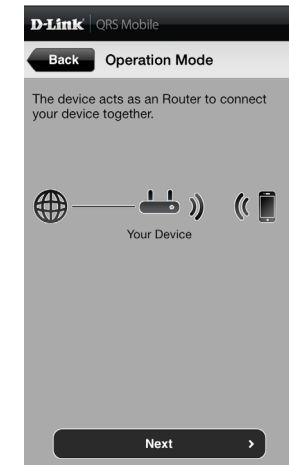 D-Link QRS Mobile
Back Operation Mode
The device acts as an Router to connect
your device together.
Your Device
Next